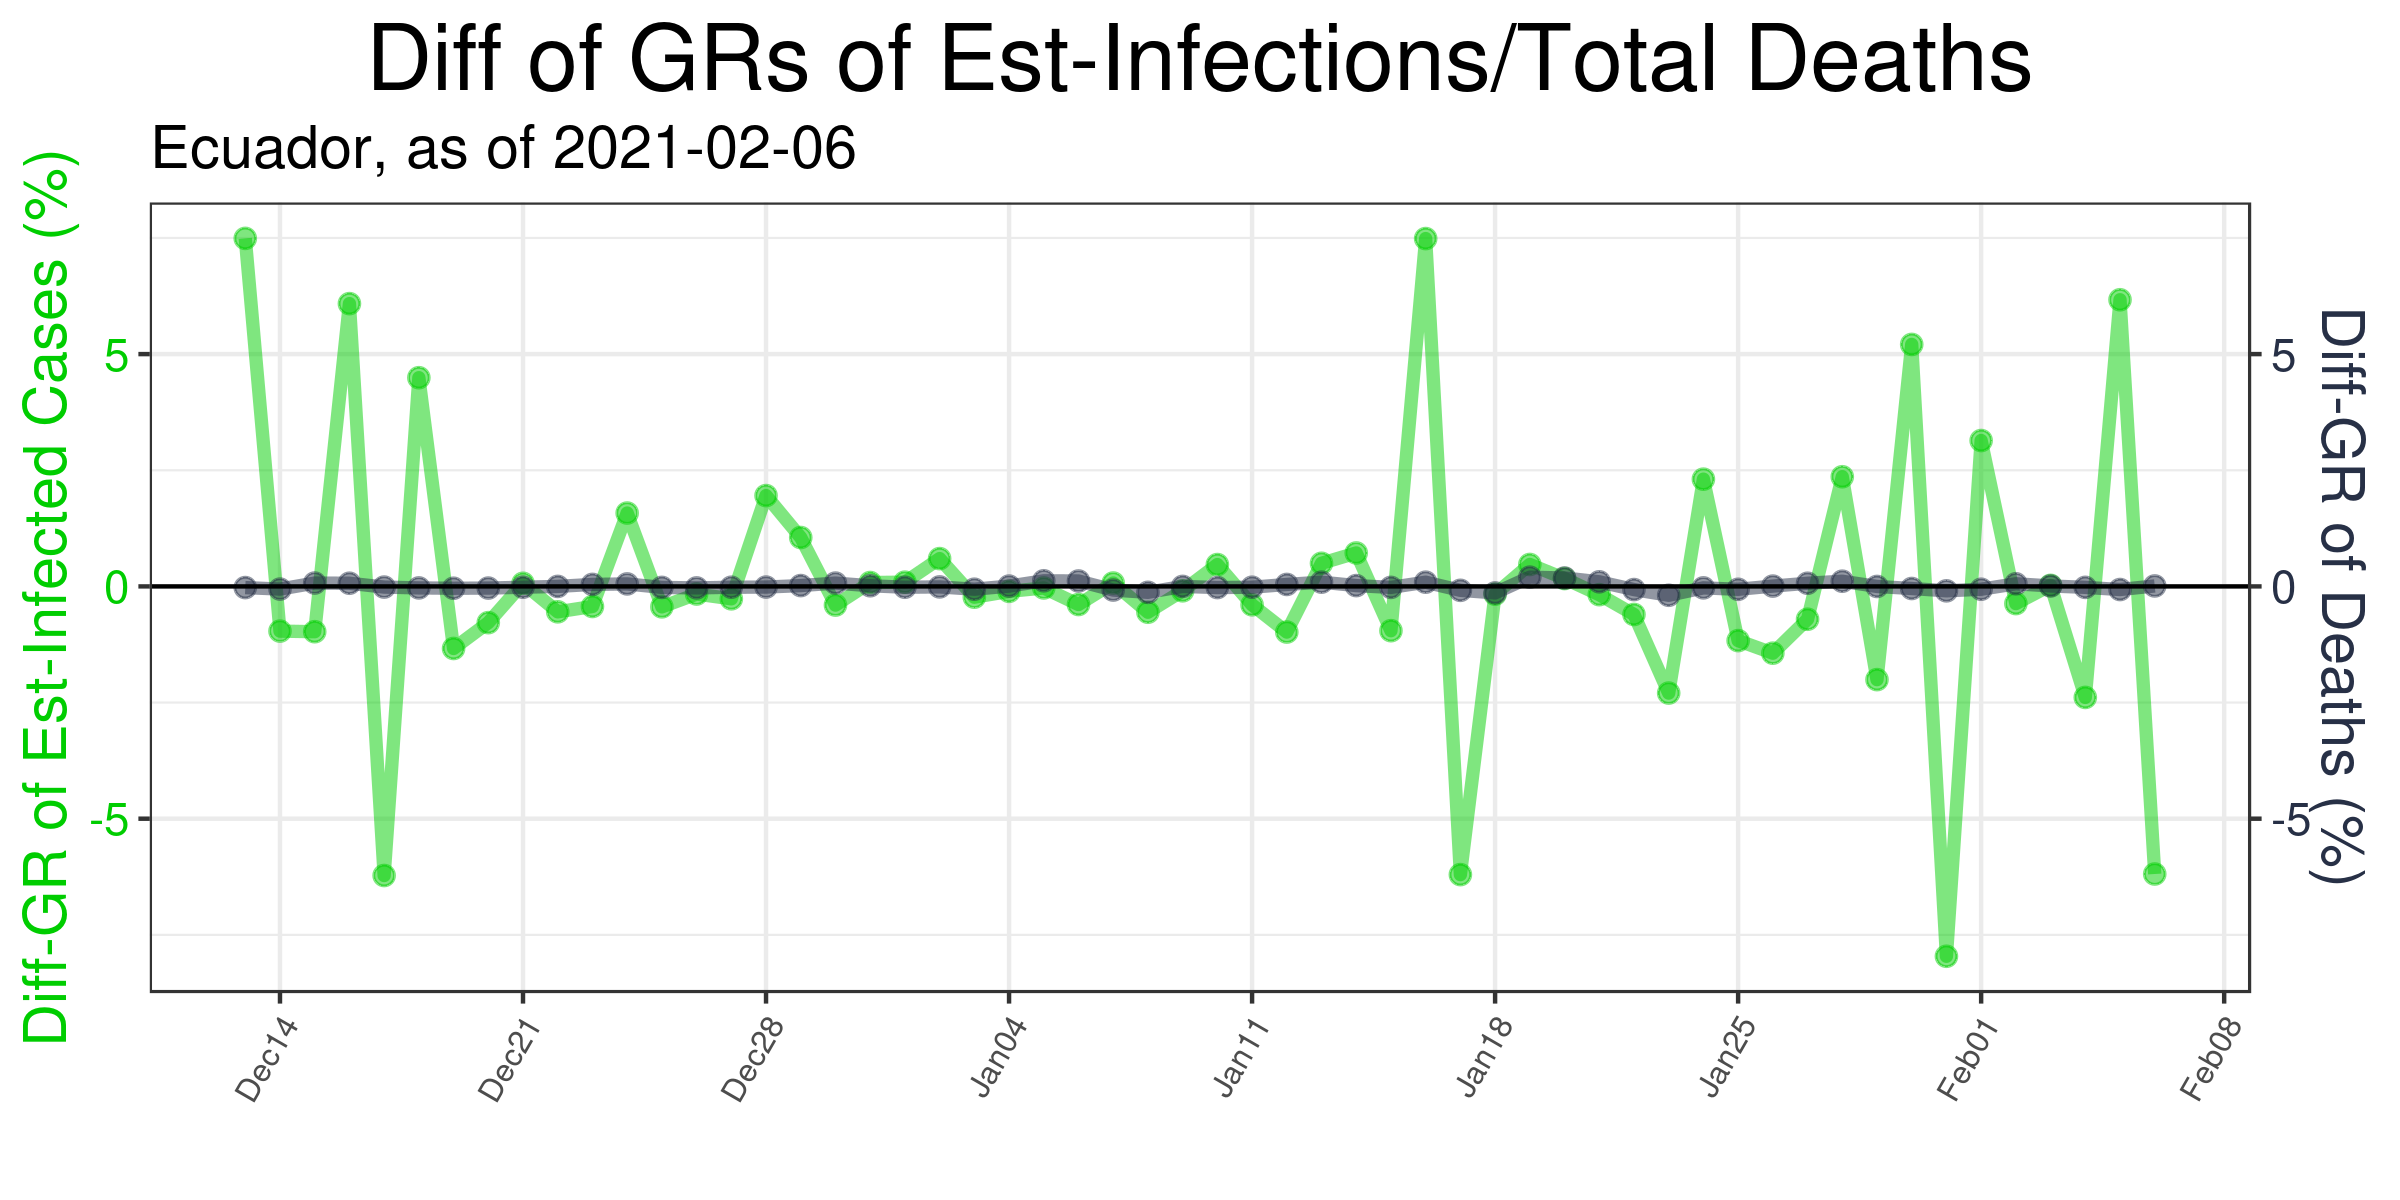 Diff of GRs of Est-Infections/Total Deaths
Ecuador, as of 2021-02-06
Diff-GR of Est-Infected Cases (%)
5
0
-5
5
0
-5
Diff-GR of Deaths (%)
Dec14
Dec21
Dec28
Jan04
Jan11
Jan18
Jan25
Feb01
Feb08